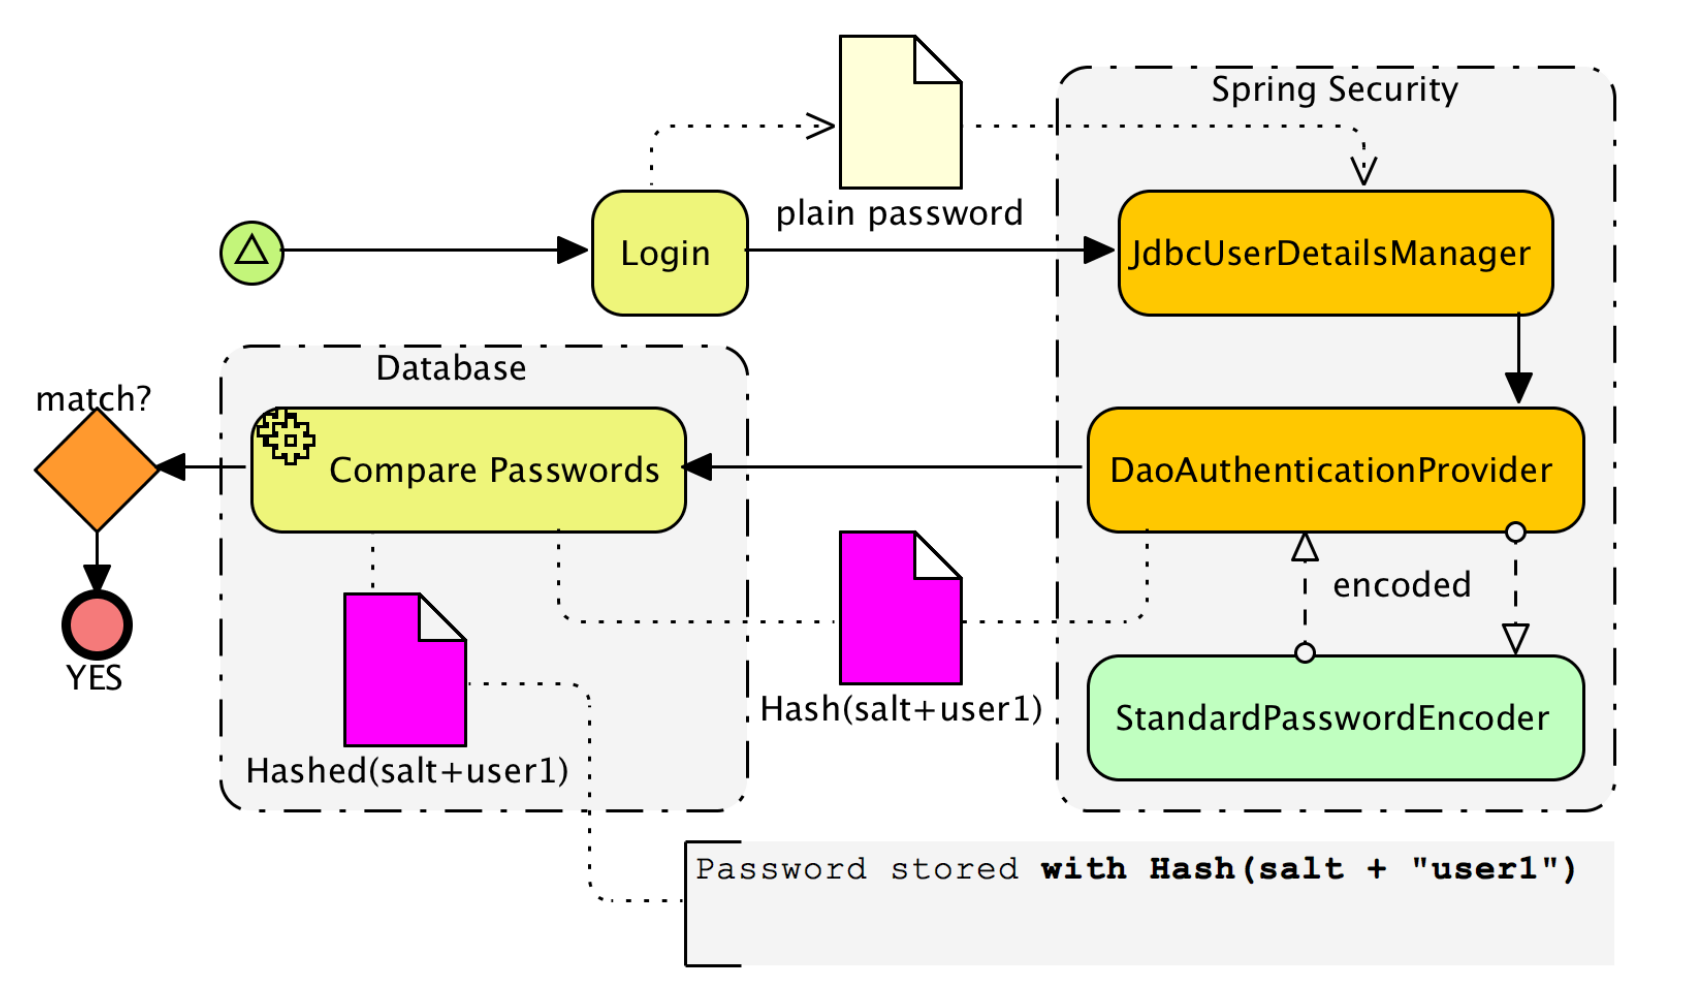 Spring Security
plain password
Login
JdbcUserDetailsManager
Database
match?
Compare Passwords
DaoAuthenticationProvider
encoded
YES
Hash(salt+user1)
StandardPasswordEncoder
Hashed(salt+user1)
Password stored with Hash(salt + "user1")